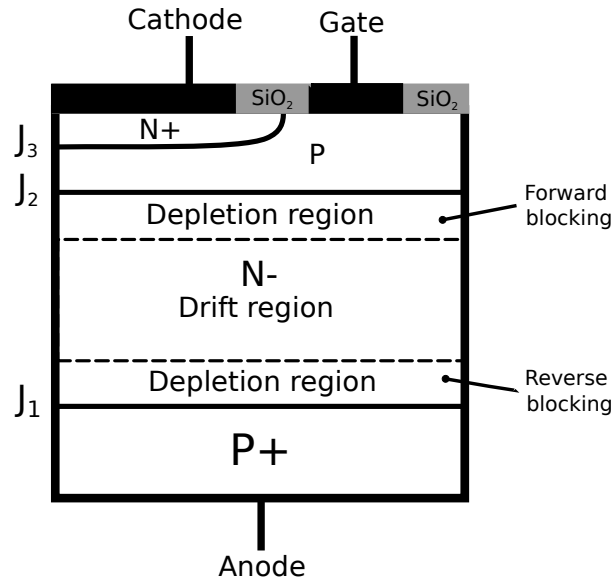 Cathode
Gate
SiO₂
SiO₂
N+
J₃
P
J₂
Depletion region
Forward
blocking
N-
Drift region
Depletion region
Reverse
blocking
J₁
P+
Anode